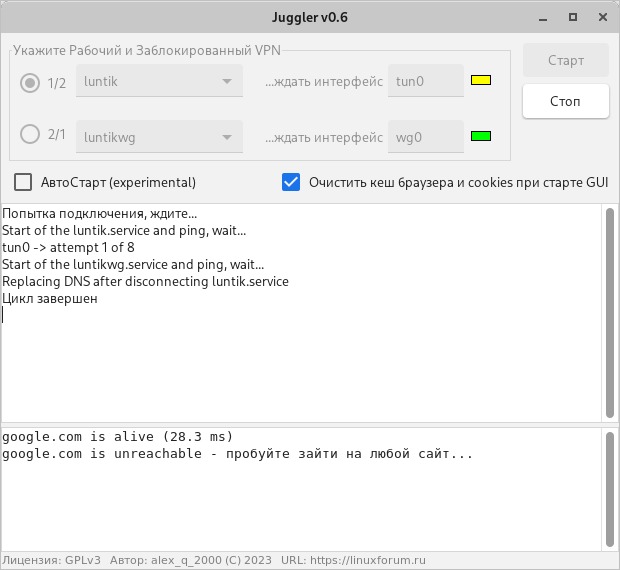 Juggler v0.6
Укажите Рабочий и Заблокированный VPN
1/2 luntik ...ждать интерфейс tun0
2/1 luntikwg ...ждать интерфейс wg0
Старт
Стоп
АвтоСтарт (experimental) Очистить кеш браузера и cookies при старте GUI
Попытка подключения, ждите...
Start of the luntik.service and ping, wait...
tun0 -> attempt 1 of 8
Start of the luntikwg.service and ping, wait...
Replacing DNS after disconnecting luntik.service
Цикл завершен
google.com is alive (28.3 ms)
google.com is unreachable - пробуйте зайти на любой сайт...
Лицензия: GPLv3 Автор: alex_q_2000 (C) 2023 URL: https://linuxforum.ru